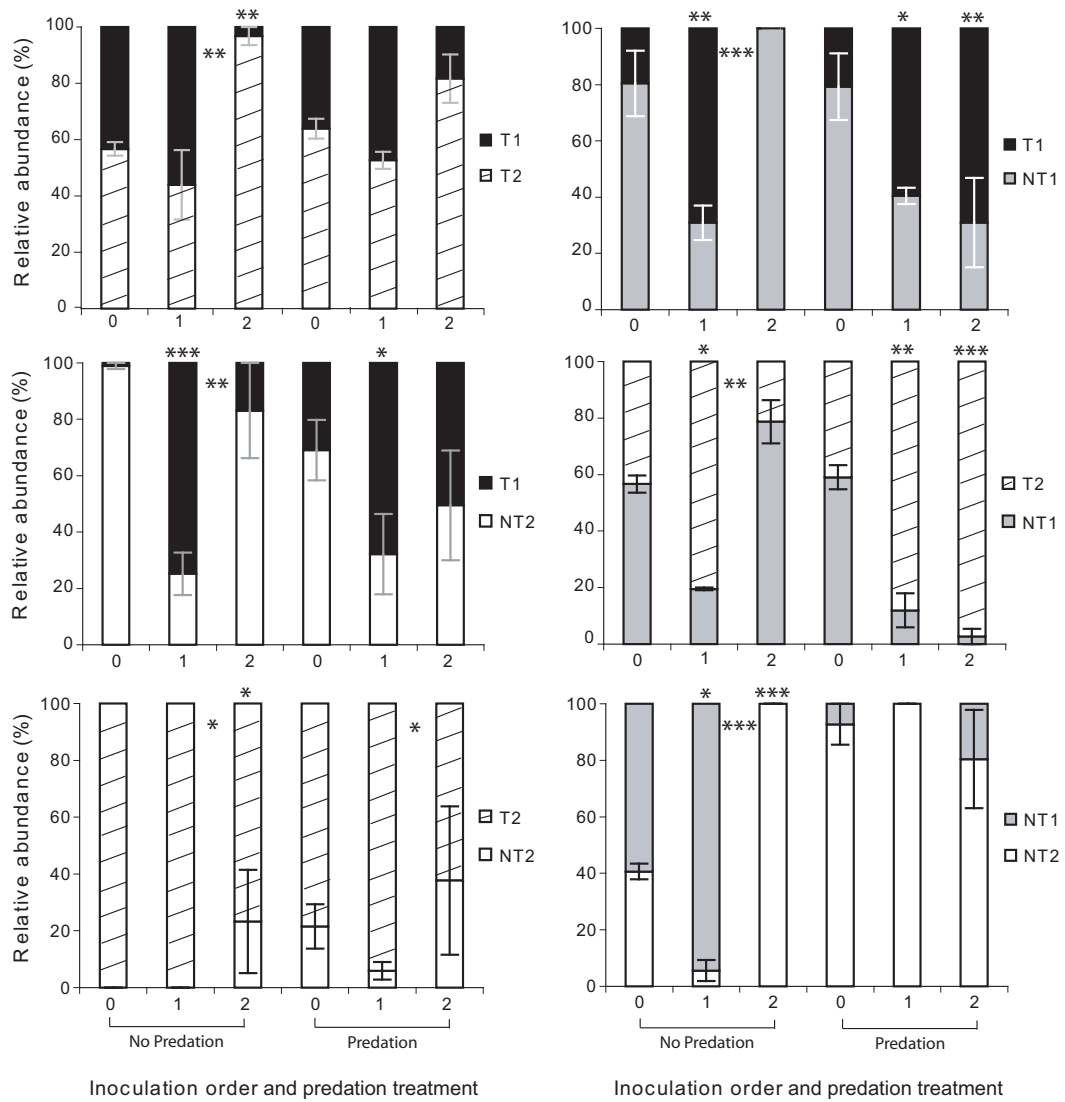 **
100
**
80
60
40
20
0
Relative abundance (%)
0 1 2 0 1 2
T1
T2
** * **
100
***
80
60
40
20
0
0 1 2 0 1 2
T1
NT1
*** *
100
**
80
60
40
20
0
Relative abundance (%)
0 1 2 0 1 2
T1
NT2
* ** ***
100
**
80
60
40
20
0
0 1 2 0 1 2
T2
NT1
*
100
* *
80
60
40
20
0
Relative abundance (%)
0 1 2 0 1 2
No Predation Predation
T2
NT2
Inoculation order and predation treatment
* ***
100
***
80
60
40
20
0
0 1 2 0 1 2
No Predation Predation
NT1
NT2
Inoculation order and predation treatment